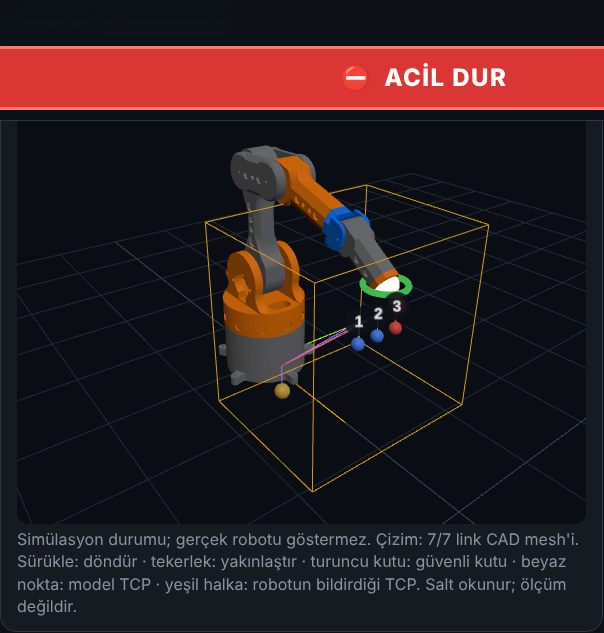 ACİL DUR
1
2
3
Simülasyon durumu; gerçek robotu göstermez. Çizim: 7/7 link CAD mesh'i.
Sürükle: döndür · tekerlek: yakınlaştır · turuncu kutu: güvenli kutu · beyaz
nokta: model TCP · yeşil halka: robotun bildirdiği TCP. Salt okunur; ölçüm
değildir.